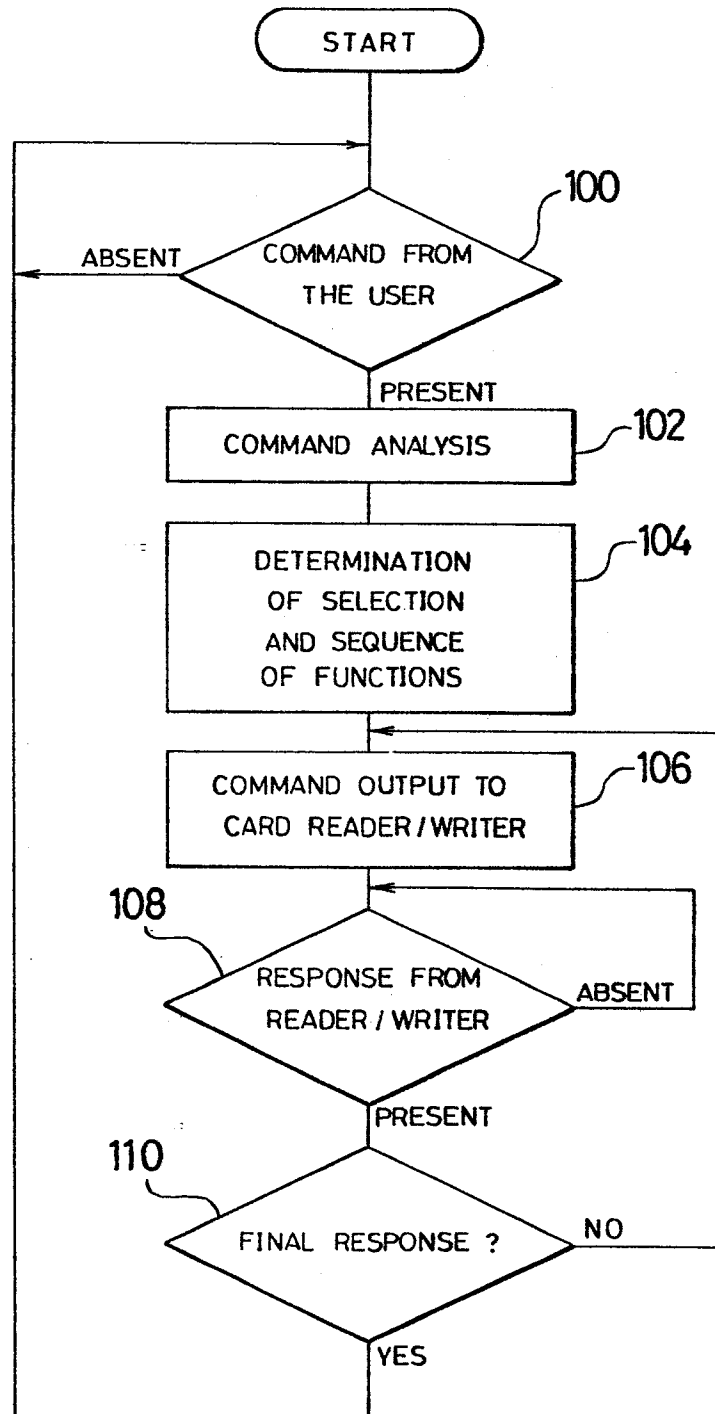 START
100
COMMAND FROM
THE USER
ABSENT
PRESENT
102
COMMAND ANALYSIS
104
DETERMINATION
OF SELECTION
AND SEQUENCE
OF FUNCTIONS
106
COMMAND OUTPUT TO
CARD READER/WRITER
108
RESPONSE FROM
READER/WRITER
ABSENT
PRESENT
110
FINAL RESPONSE ?
NO
YES